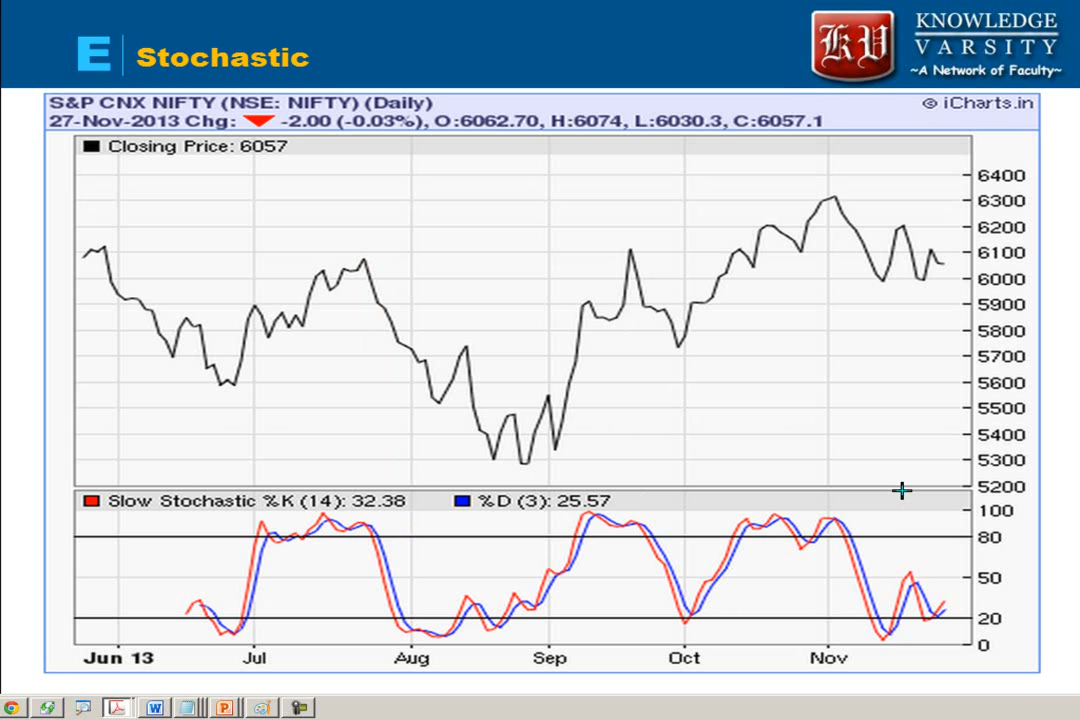 E Stochastic
KV KNOWLEDGE
VARSITY
~A Network of Faculty~
S&P CNX NIFTY (NSE: NIFTY) (Daily) © iCharts.in
27-Nov-2013 Chg: -2.00 (-0.03%), O:6062.70, H:6074, L:6030.3, C:6057.1
Closing Price: 6057
6400
6300
6200
6100
6000
5900
5800
5700
5600
5500
5400
5300
5200
Slow Stochastic %K (14): 32.38 %D (3): 25.57
100
80
50
20
0
Jun 13 Jul Aug Sep Oct Nov
W P